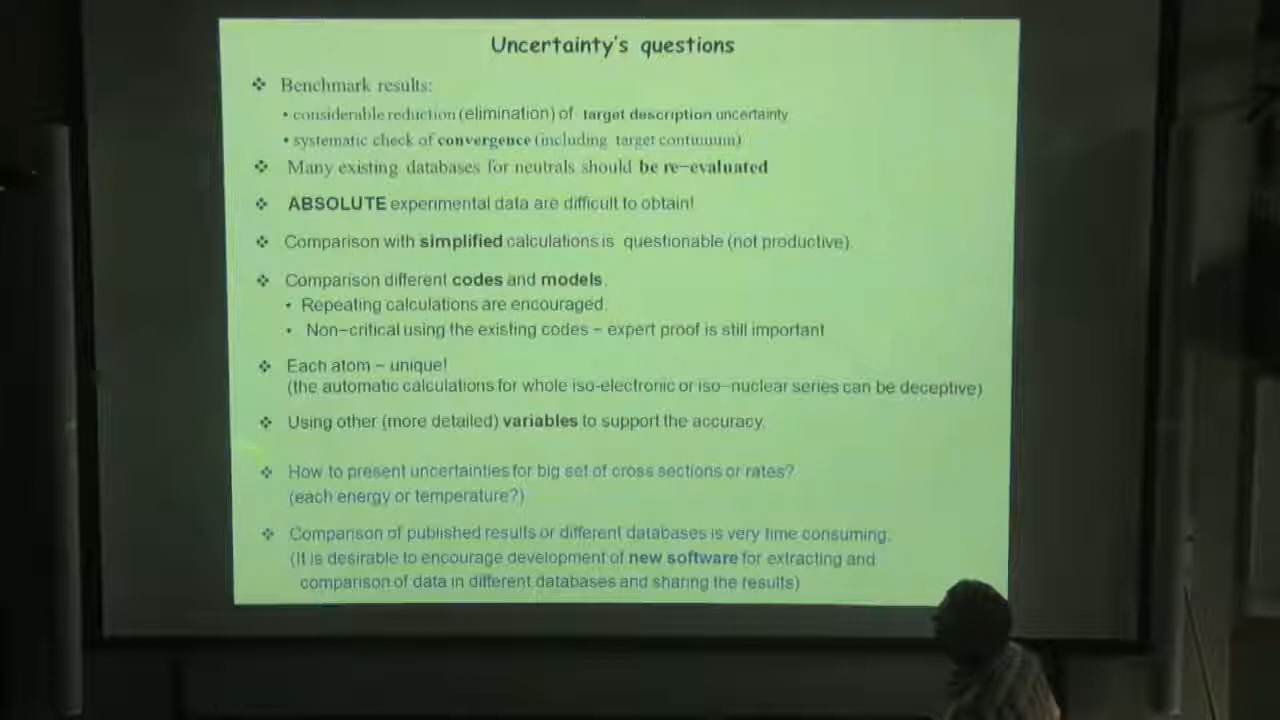 Uncertainty's questions
❖ Benchmark results:
• considerable reduction (elimination) of target description uncertainty
• systematic check of convergence (including target continuum)
❖ Many existing databases for neutrals should be re-evaluated
❖ ABSOLUTE experimental data are difficult to obtain!
❖ Comparison with simplified calculations is questionable (not productive).
❖ Comparison different codes and models.
• Repeating calculations are encouraged.
• Non-critical using the existing codes – expert proof is still important
❖ Each atom – unique!
(the automatic calculations for whole iso-electronic or iso-nuclear series can be deceptive)
❖ Using other (more detailed) variables to support the accuracy.
❖ How to present uncertainties for big set of cross sections or rates?
(each energy or temperature?)
❖ Comparison of published results or different databases is very time consuming.
(It is desirable to encourage development of new software for extracting and
comparison of data in different databases and sharing the results)